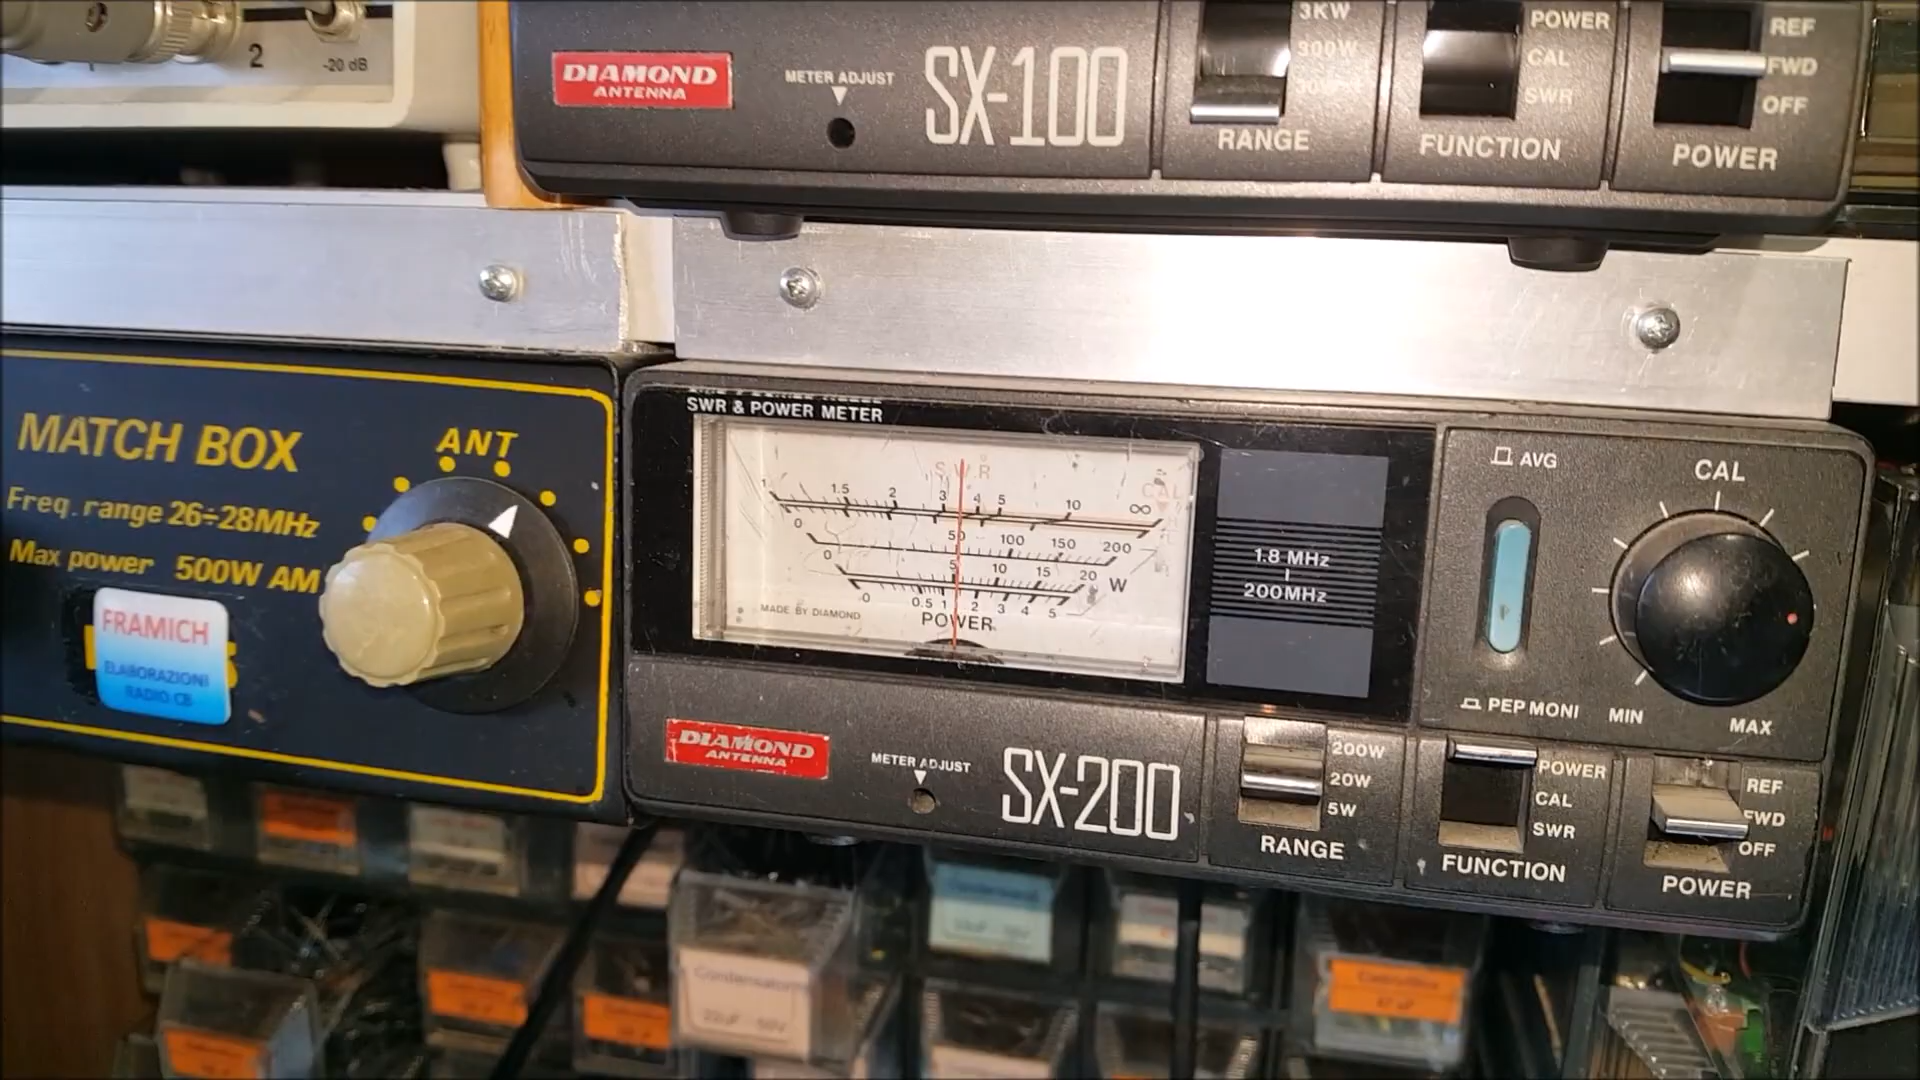 2
-20 dB
DIAMOND
ANTENNA
METER ADJUST
SX-100
3KW
300W
RANGE
POWER
CAL
SWR
FUNCTION
REF
FWD
OFF
POWER
MATCH BOX
ANT
Freq. range 26÷28MHz
Max power 500W AM
FRAMICH
ELABORAZIONI
RADIO CB
SWR & POWER METER
S.W.R
CAL
1 1.5 2 3 4 5 10 ∞
0 50 100 150 200
0 5 10 15 20
W
0 0.5 1 2 3 4 5
MADE BY DIAMOND
POWER
1.8 MHz
200MHz
AVG
CAL
PEP MONI
MIN
MAX
DIAMOND
ANTENNA
METER ADJUST
SX-200
200W
20W
5W
RANGE
POWER
CAL
SWR
FUNCTION
REF
FWD
OFF
POWER